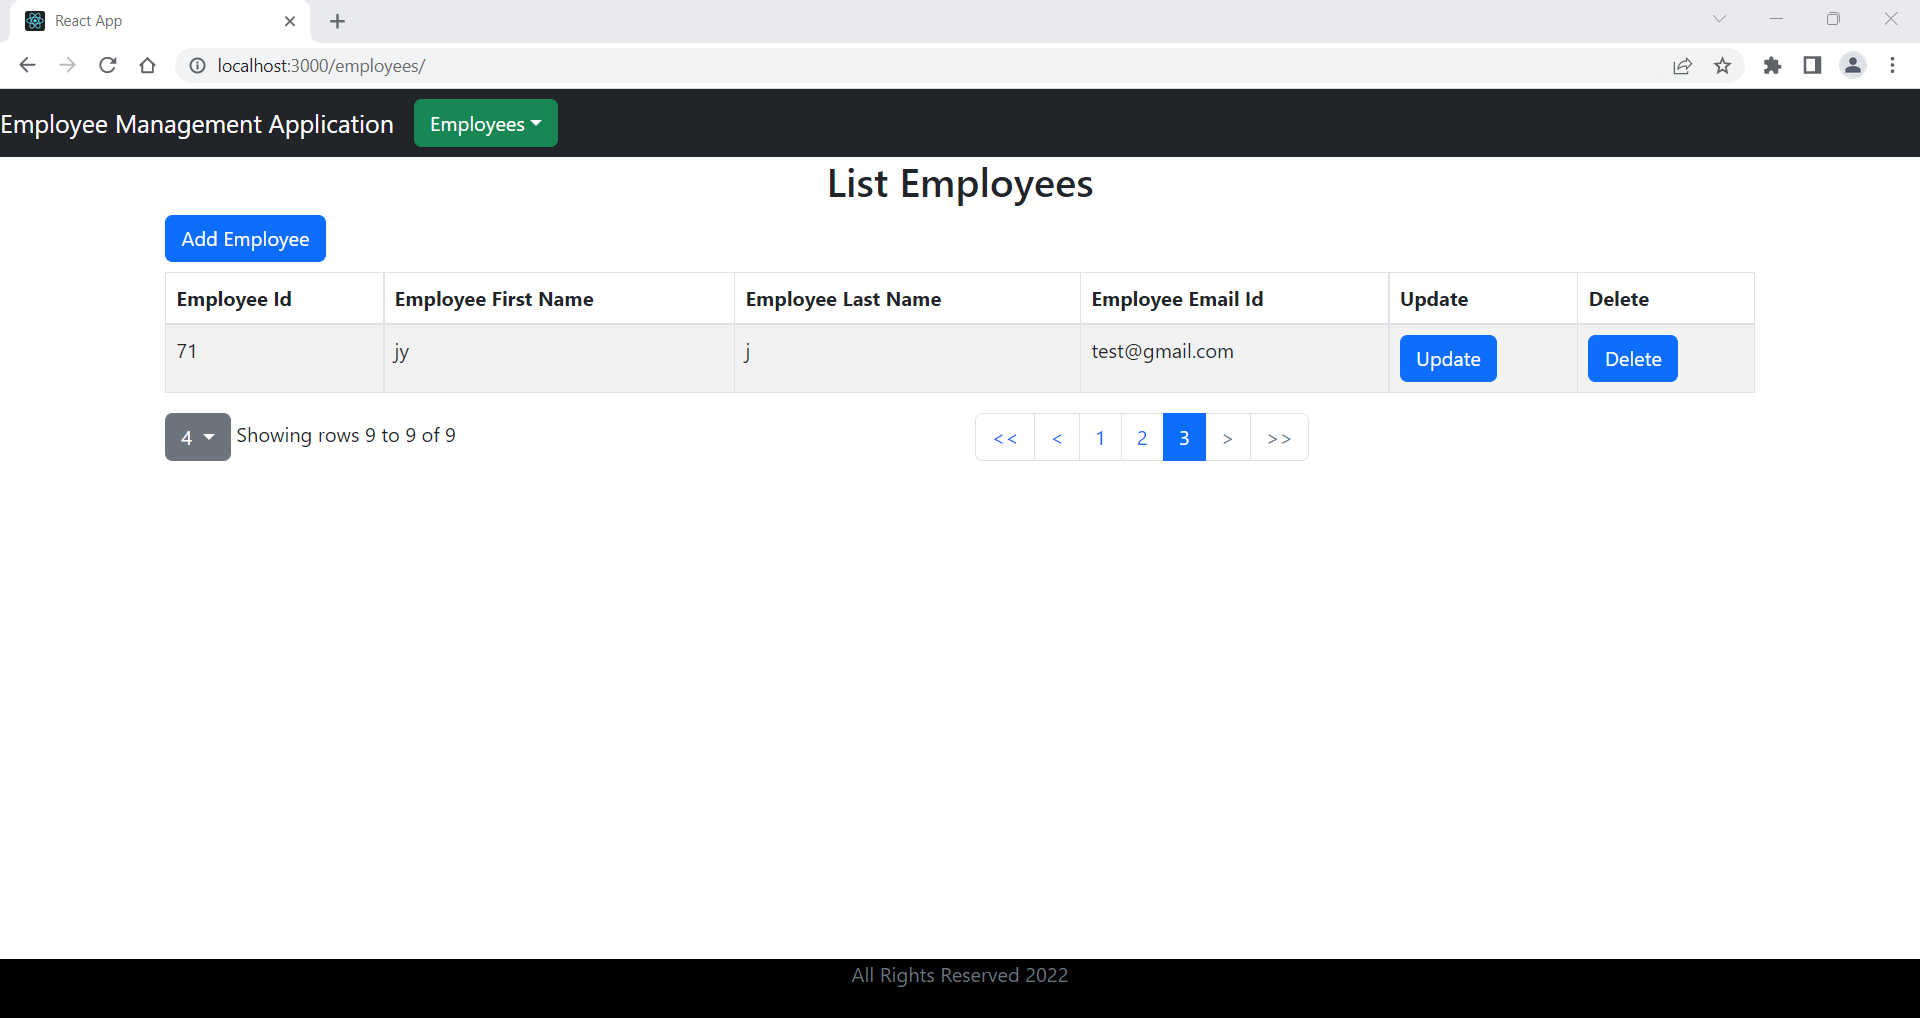 React App
localhost:3000/employees/
Employee Management Application Employees
List Employees
Add Employee
Employee Id Employee First Name Employee Last Name Employee Email Id Update Delete
71 jy j test@gmail.com Update Delete
4 Showing rows 9 to 9 of 9 << < 1 2 3 > >>
All Rights Reserved 2022